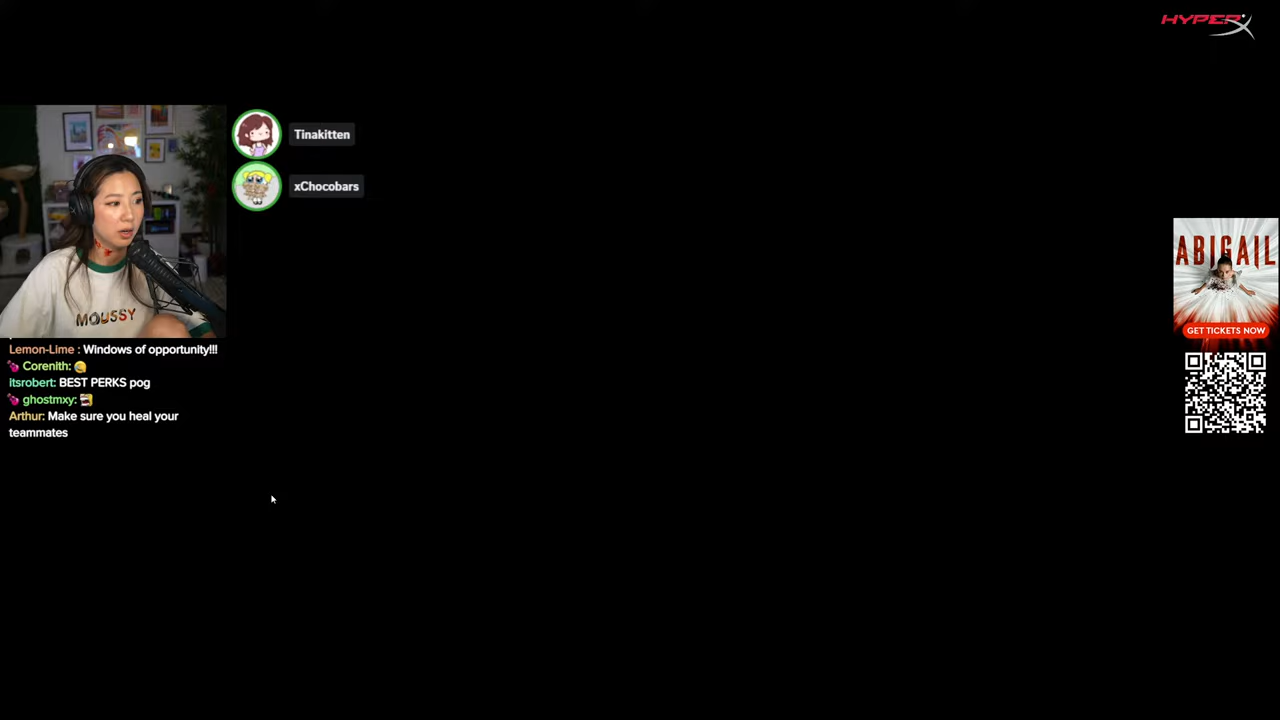 HYPERX
Tinakitten
xChocobars
ABIGAIL
GET TICKETS NOW
MOUSSY
Lemon-Lime : Windows of opportunity!!!
Corenith:
itsrobert: BEST PERKS pog
ghostmxy:
Arthur: Make sure you heal your
teammates